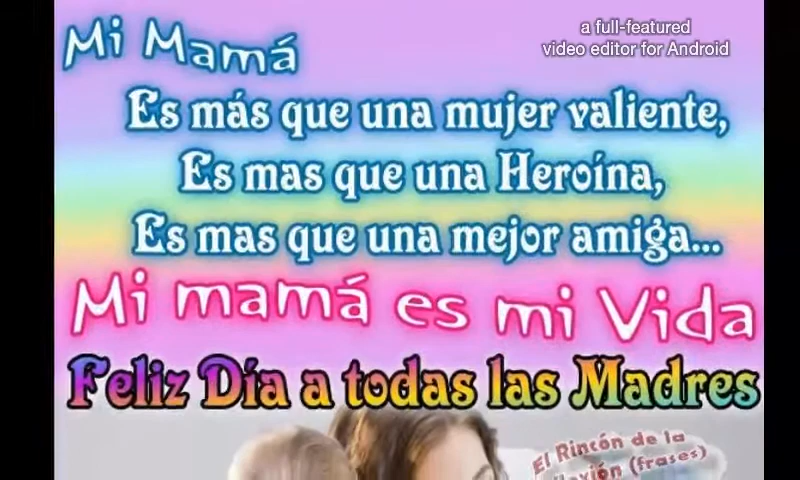 Mi Mamá
a full-featured
video editor for Android
Es más que una mujer valiente,
Es mas que una Heroína,
Es mas que una mejor amiga...
Mi mamá es mi Vida
Feliz Día a todas las Madres
El Rincón de la
(frases)